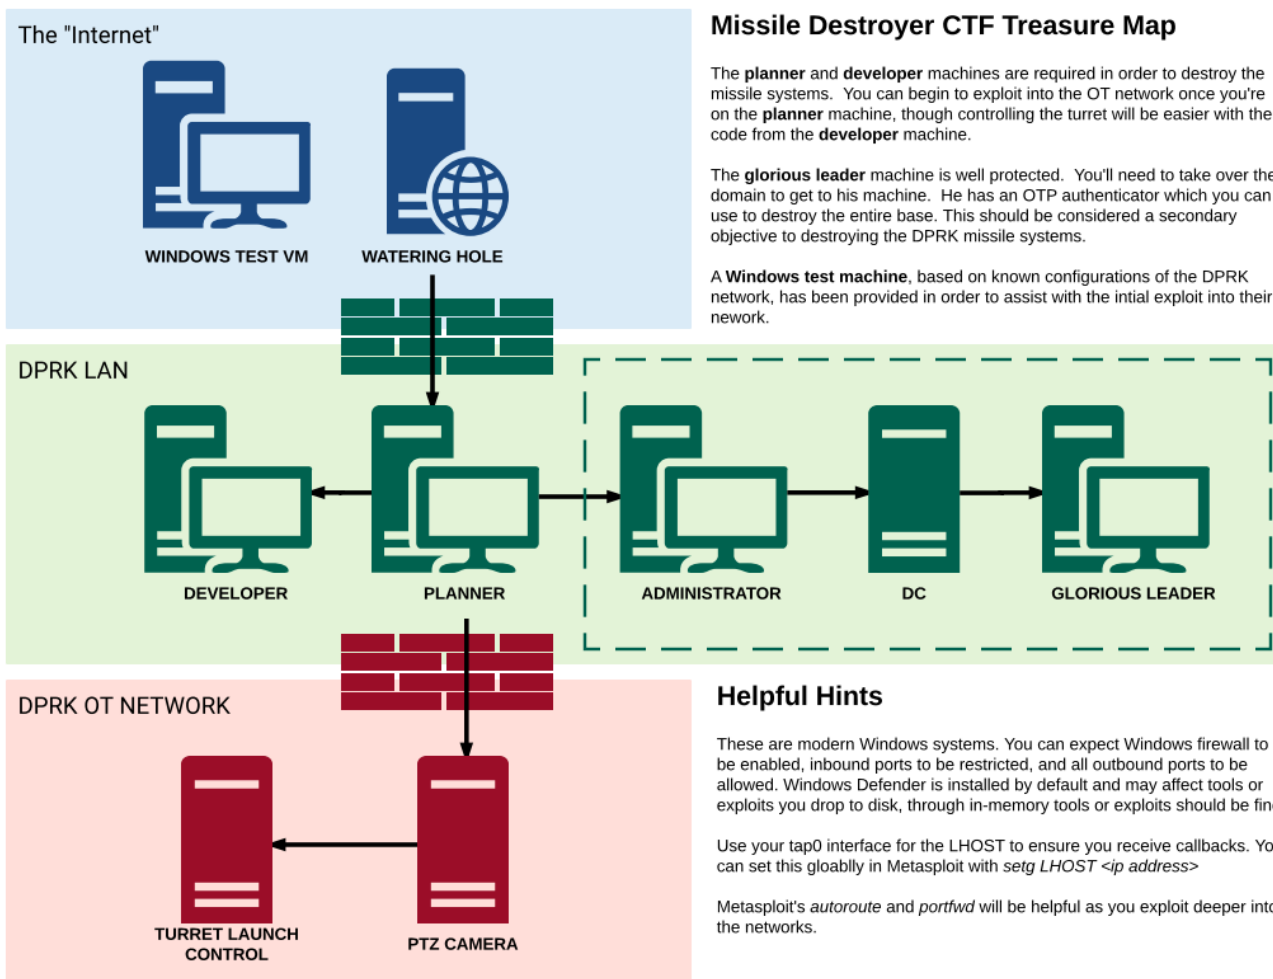 The "Internet"
WINDOWS TEST VM
WATERING HOLE
Missile Destroyer CTF Treasure Map
The planner and developer machines are required in order to destroy the
missile systems.  You can begin to exploit into the OT network once you're
on the planner machine, though controlling the turret will be easier with the
code from the developer machine.
The glorious leader machine is well protected.  You'll need to take over the
domain to get to his machine.  He has an OTP authenticator which you can
use to destroy the entire base. This should be considered a secondary
objective to destroying the DPRK missile systems.
A Windows test machine, based on known configurations of the DPRK
network, has been provided in order to assist with the intial exploit into their
nework.
DPRK LAN
DEVELOPER
PLANNER
ADMINISTRATOR
DC
GLORIOUS LEADER
DPRK OT NETWORK
TURRET LAUNCH
CONTROL
PTZ CAMERA
Helpful Hints
These are modern Windows systems. You can expect Windows firewall to
be enabled, inbound ports to be restricted, and all outbound ports to be
allowed. Windows Defender is installed by default and may affect tools or
exploits you drop to disk, through in-memory tools or exploits should be
Use your tap0 interface for the LHOST to ensure you receive callbacks.
can set this gloablly in Metasploit with setg LHOST <ip address>
Metasploit's autoroute and portfwd will be helpful as you exploit deeper into
the networks.